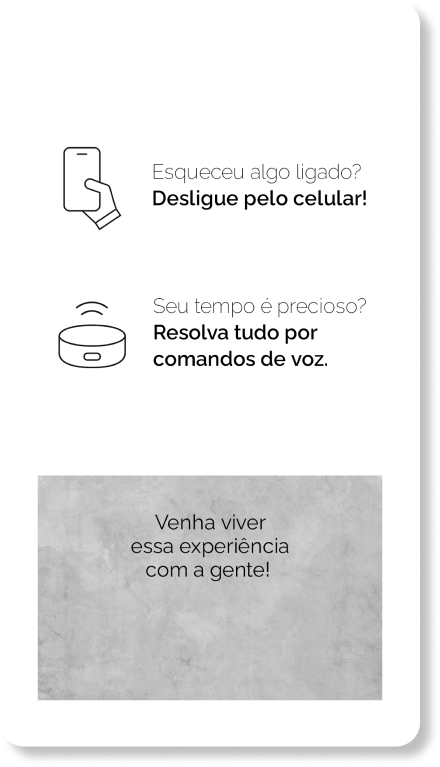 Esqueceu algo ligado?
Desligue pelo celular!
Seu tempo é precioso?
Resolva tudo por
comandos de voz.
Venha viver
essa experiência
com a gente!